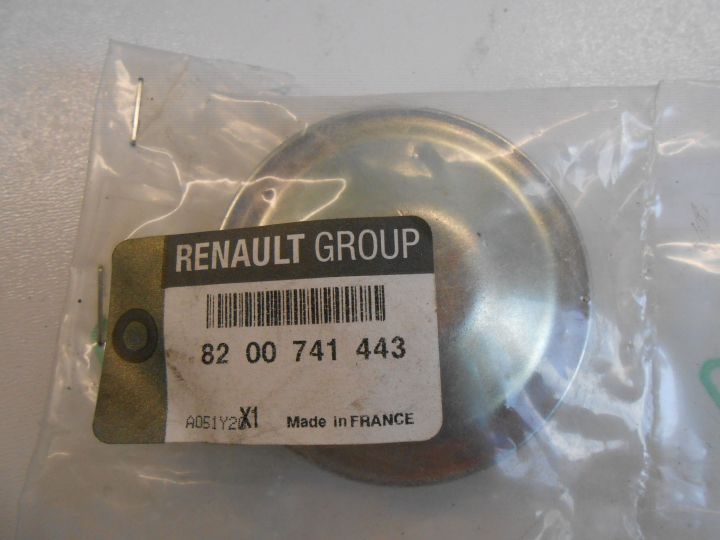 RENAULT GROUP
82 00 741 443
X1 Made in FRANCE